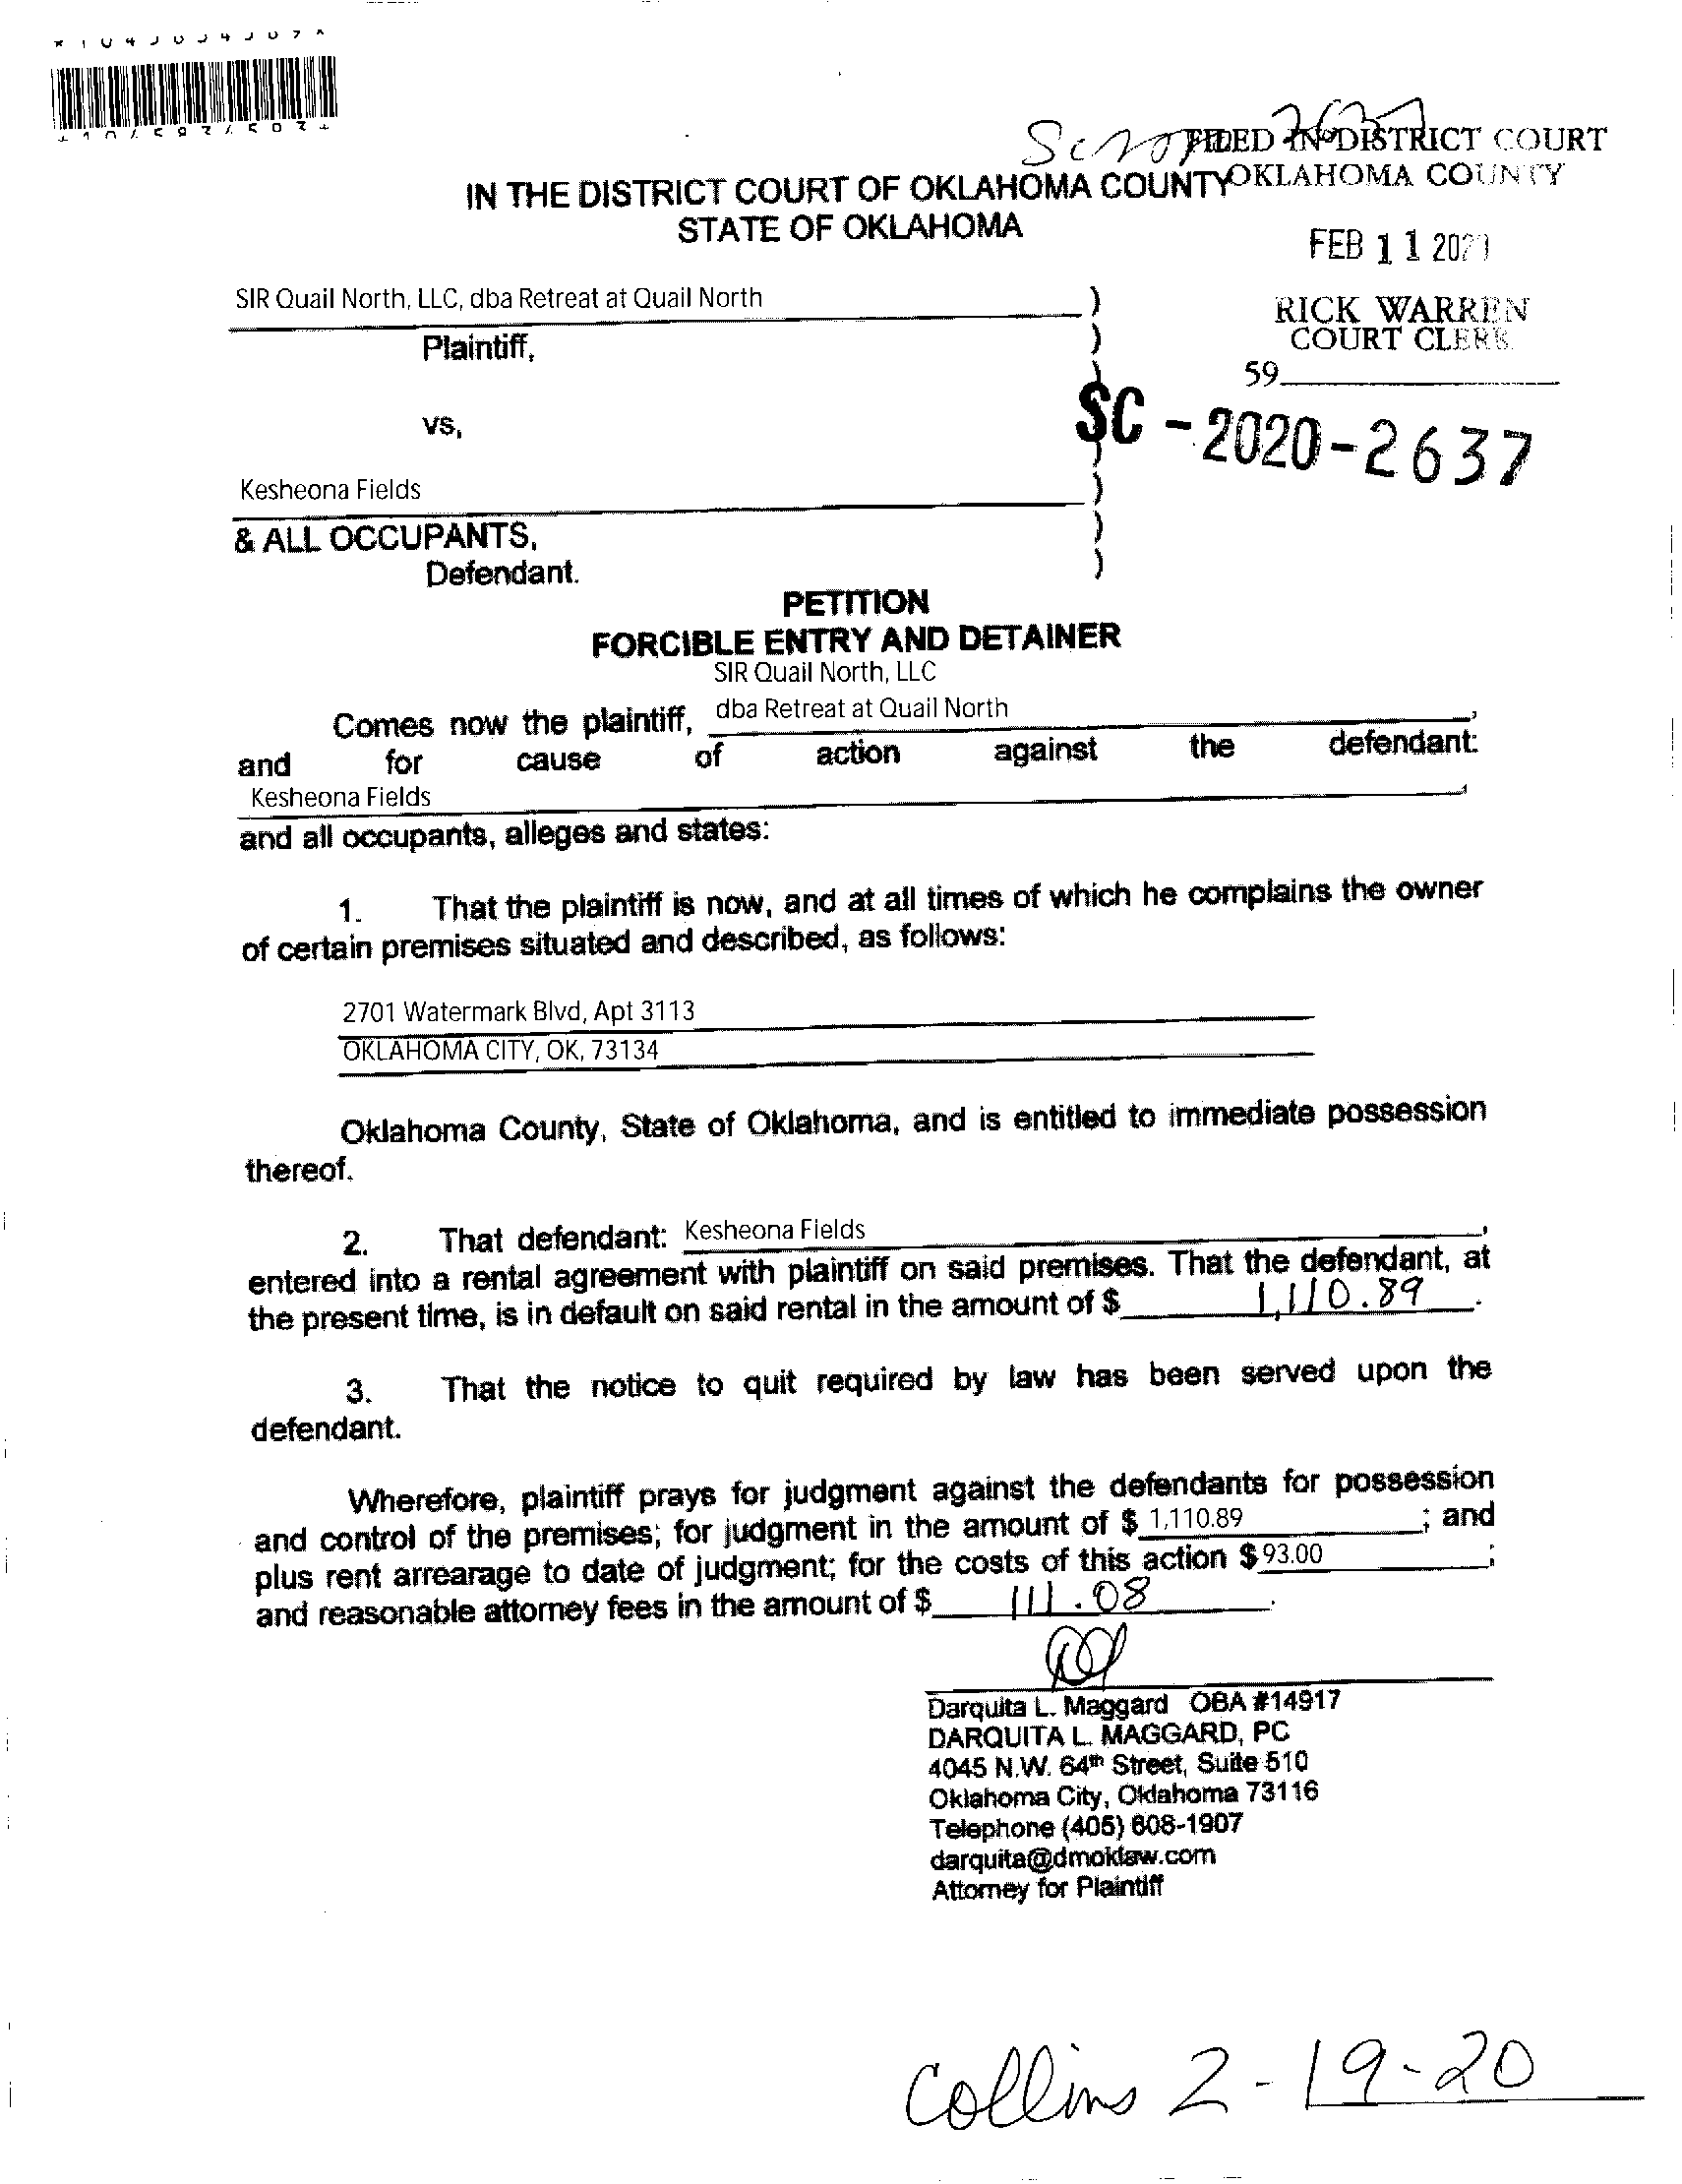 IN THE DISTRICT COURT OF OKLAHOMA COUNTY
STATE OF OKLAHOMA
FILED IN DISTRICT COURT
OKLAHOMA COUNTY
FEB 11 2020
RICK WARREN
COURT CLERK
59
SC-2020-2637
SIR Quail North, LLC, dba Retreat at Quail North )
Plaintiff, )
)
vs, )
)
Kesheona Fields )
& ALL OCCUPANTS, )
Defendant. )
PETITION
FORCIBLE ENTRY AND DETAINER
SIR Quail North, LLC
Comes now the plaintiff, dba Retreat at Quail North,
and for cause of action against the defendant:
Kesheona Fields,
and all occupants, alleges and states:
1. That the plaintiff is now, and at all times of which he complains the owner
of certain premises situated and described, as follows:
2701 Watermark Blvd, Apt 3113
OKLAHOMA CITY, OK, 73134
Oklahoma County, State of Oklahoma, and is entitled to immediate possession
thereof.
2. That defendant: Kesheona Fields,
entered into a rental agreement with plaintiff on said premises. That the defendant, at
the present time, is in default on said rental in the amount of $ 1,110.89.
3. That the notice to quit required by law has been served upon the
defendant.
Wherefore, plaintiff prays for judgment against the defendants for possession
and control of the premises; for judgment in the amount of $ 1,110.89; and
plus rent arrearage to date of judgment; for the costs of this action $ 93.00;
and reasonable attorney fees in the amount of $ 111.08.
Darquita L. Maggard OBA #14917
DARQUITA L. MAGGARD, PC
4045 N.W. 64th Street, Suite 510
Oklahoma City, Oklahoma 73116
Telephone (405) 608-1907
darquita@dmoklaw.com
Attorney for Plaintiff
Collins 2-19-20